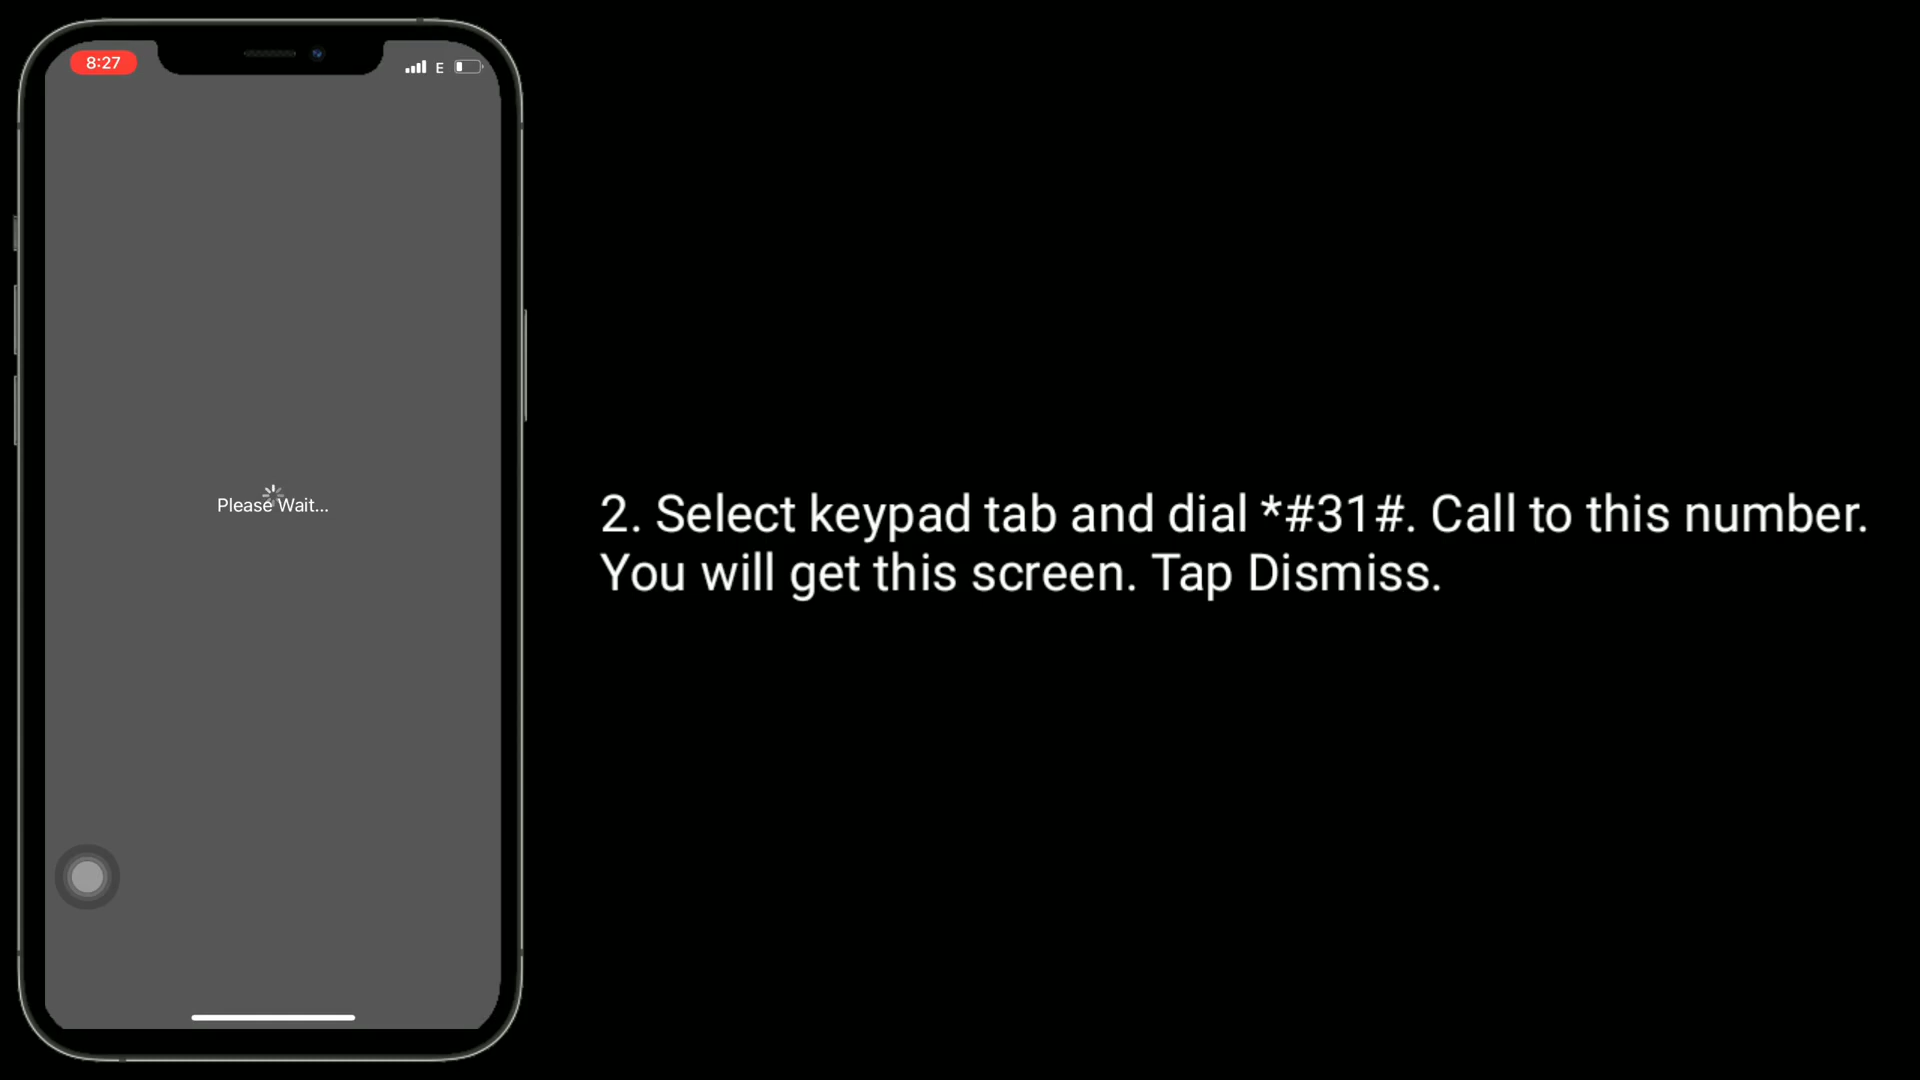 8:27
E
Please Wait...
2. Select keypad tab and dial *#31#. Call to this number.
You will get this screen. Tap Dismiss.